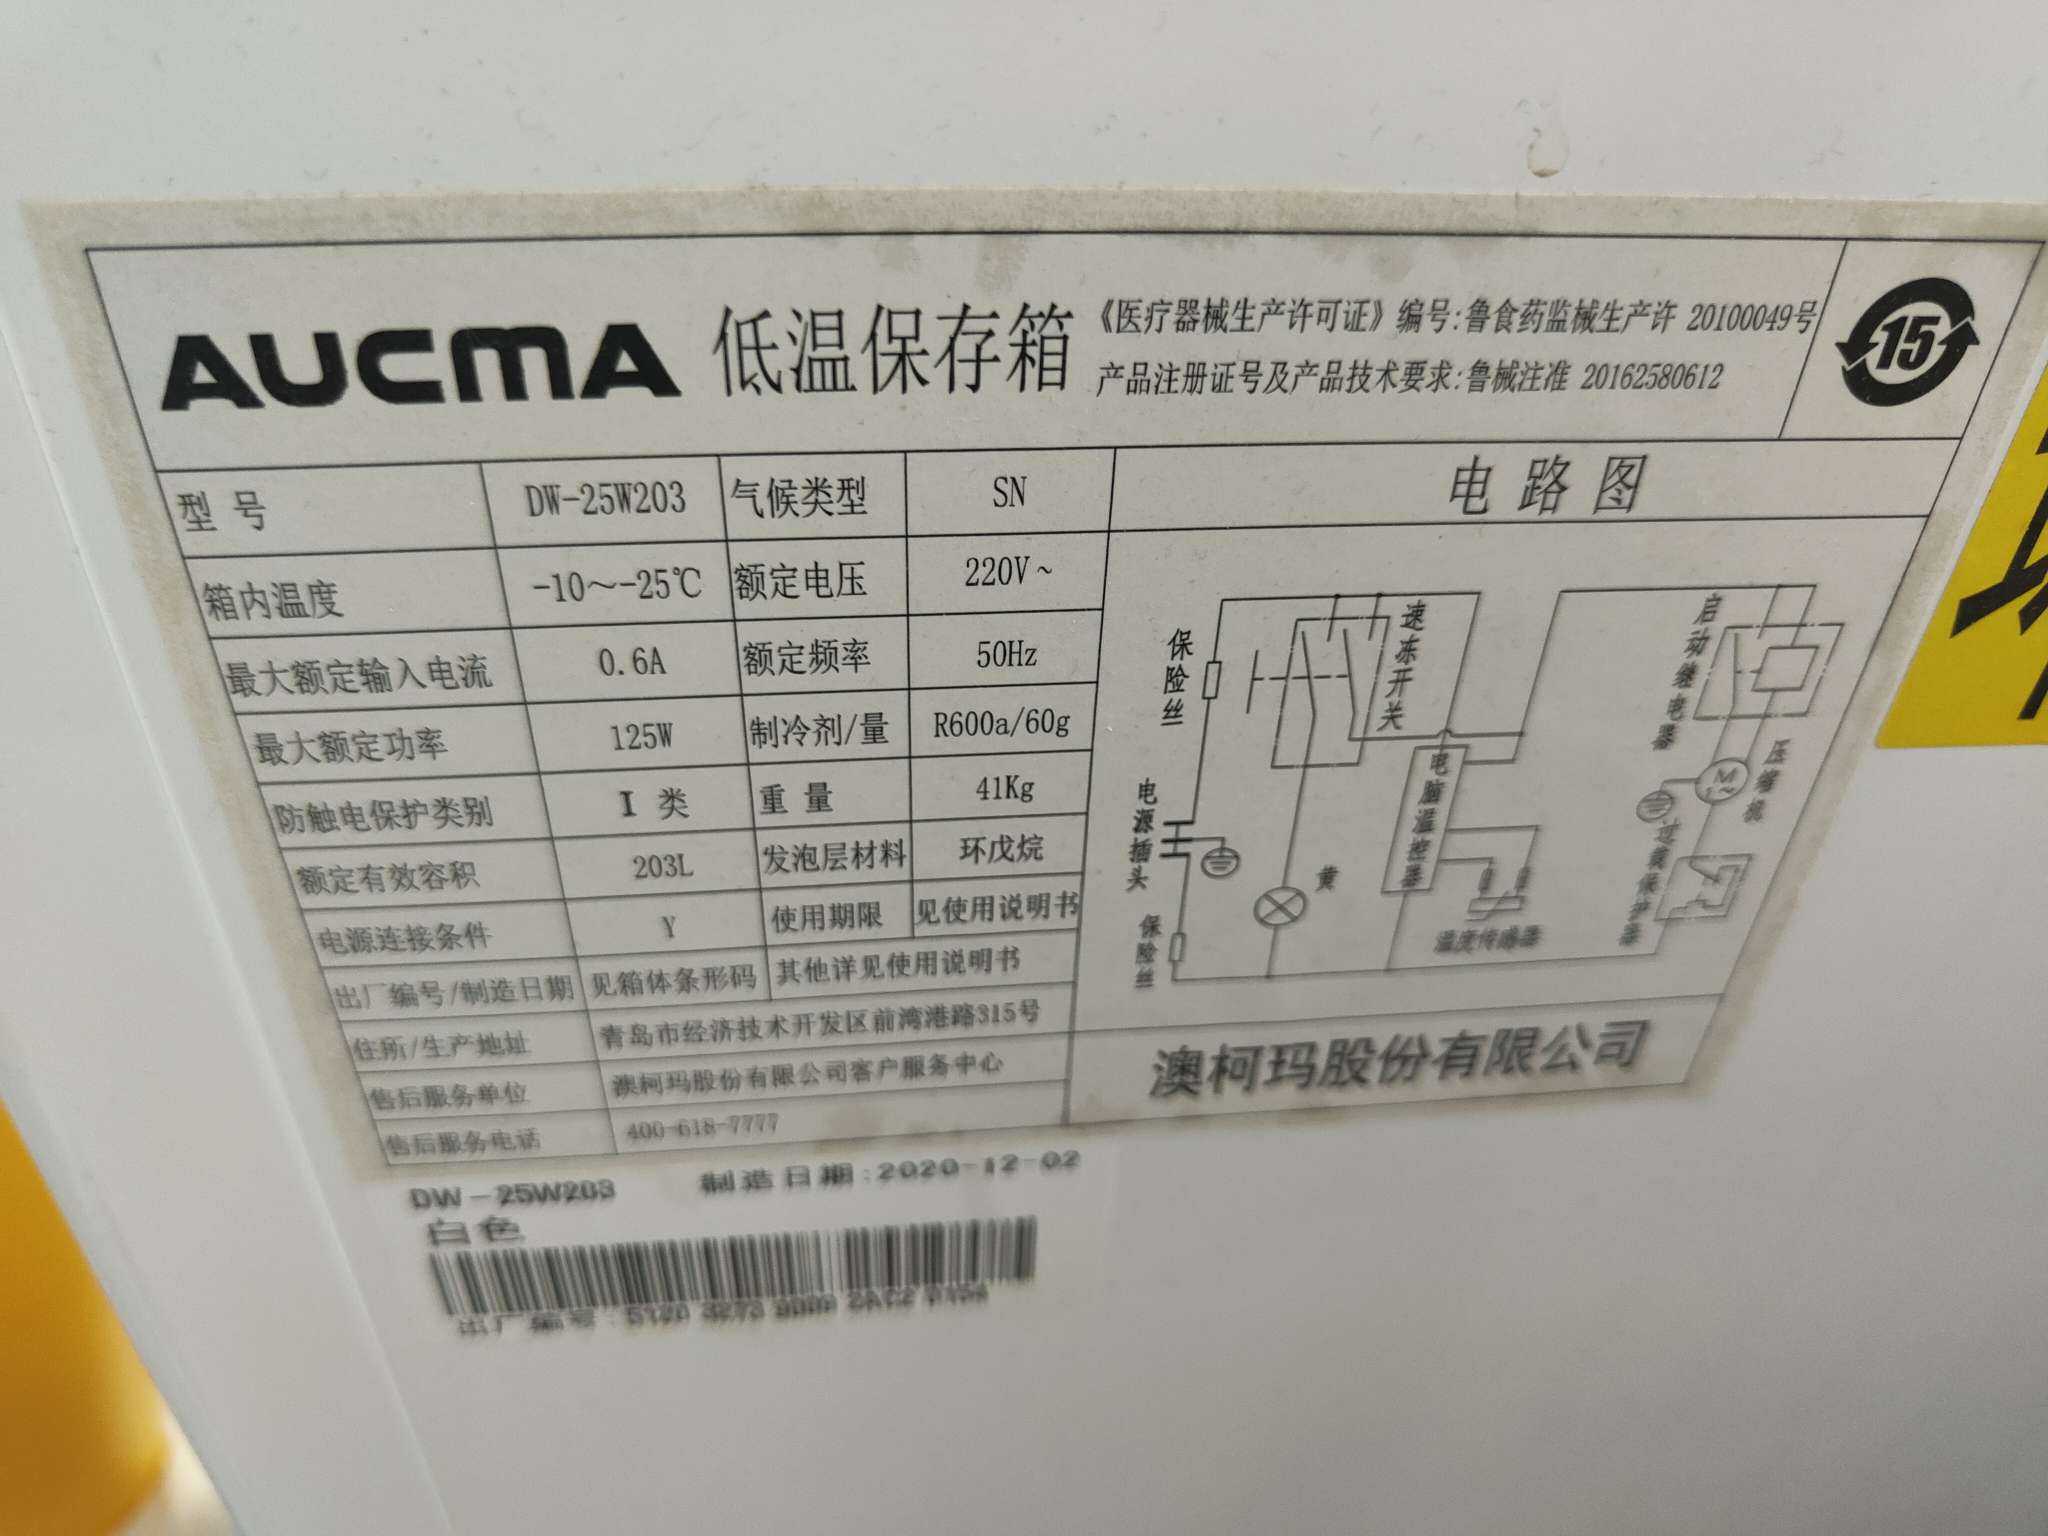 AUCMA 低温保存箱
《医疗器械生产许可证》编号:鲁食药监械生产许 20100049号
产品注册证号及产品技术要求:鲁械注准 20162580612
15
型 号 DW-25W203 气候类型 SN
箱内温度 -10～-25℃ 额定电压 220V~
最大额定输入电流 0.6A 额定频率 50Hz
最大额定功率 125W 制冷剂/量 R600a/60g
防触电保护类别 I 类 重 量 41Kg
额定有效容积 203L 发泡层材料 环戊烷
电源连接条件 Y 使用期限 见使用说明书
出厂编号/制造日期 见箱体条形码 其他详见使用说明书
住所/生产地址 青岛市经济技术开发区前湾港路315号
售后服务单位 澳柯玛股份有限公司客户服务中心
售后服务电话 400-618-7777
电 路 图
保险丝
速冻开关
启动继电器
电源插头
电脑温控器
压缩机
M
1~
黄
过载保护器
保险丝
温度传感器
澳柯玛股份有限公司
DW-25W203 制造日期:2020-12-02
白色
出厂编号: